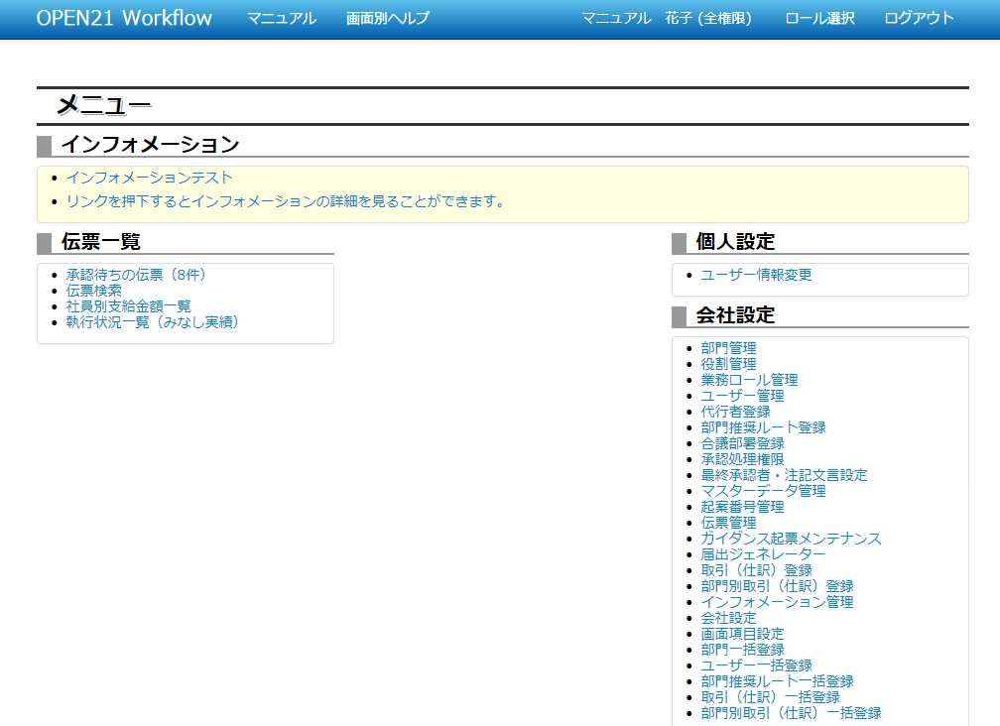 OPEN21 Workflow マニュアル 画面別ヘルプ マニュアル 花子 (全権限) ロール選択 ログアウト
メニュー
インフォメーション
インフォメーションテスト
リンクを押下するとインフォメーションの詳細を見ることができます。
伝票一覧
承認待ちの伝票（8件）
伝票検索
社員別支給金額一覧
執行状況一覧（みなし実績）
個人設定
ユーザー情報変更
会社設定
部門管理
役割管理
業務ロール管理
ユーザー管理
代行者登録
部門推奨ルート登録
合議部署登録
承認処理権限
最終承認者・注記文言設定
マスターデータ管理
起案番号管理
伝票管理
ガイダンス起票メンテナンス
届出ジェネレーター
取引（仕訳）登録
部門別取引（仕訳）登録
インフォメーション管理
会社設定
画面項目設定
部門一括登録
ユーザー一括登録
部門推奨ルート一括登録
取引（仕訳）一括登録
部門別取引（仕訳）一括登録